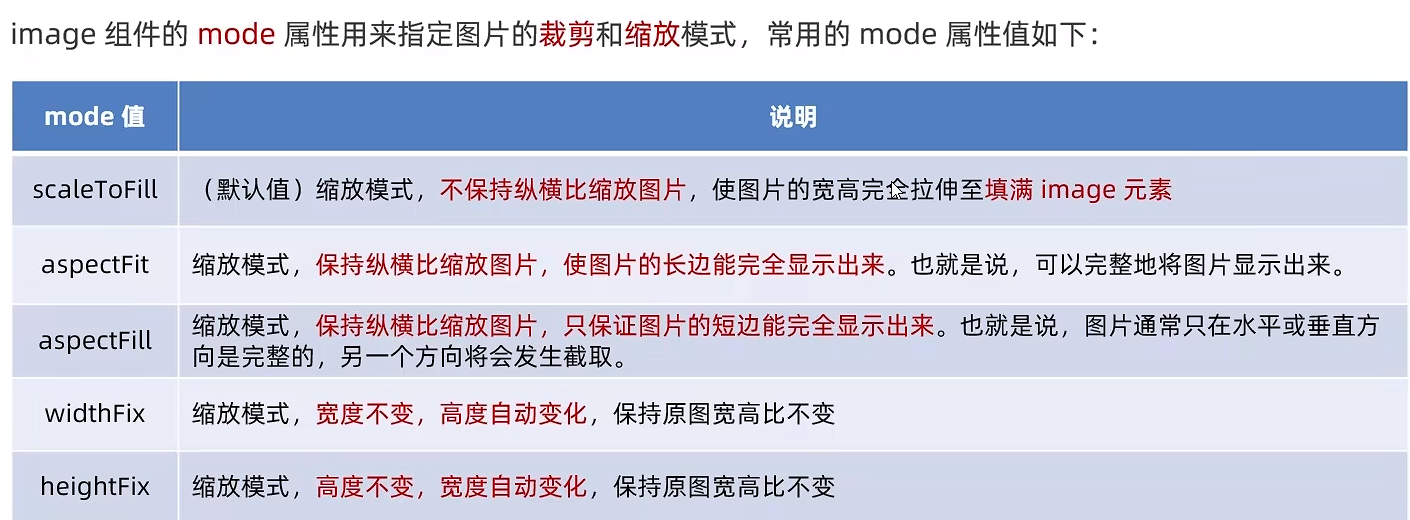 image 组件的 mode 属性用来指定图片的裁剪和缩放模式，常用的 mode 属性值如下：
mode 值 说明
scaleToFill （默认值）缩放模式，不保持纵横比缩放图片，使图片的宽高完全拉伸至填满 image 元素
aspectFit 缩放模式，保持纵横比缩放图片，使图片的长边能完全显示出来。也就是说，可以完整地将图片显示出来。
aspectFill 缩放模式，保持纵横比缩放图片，只保证图片的短边能完全显示出来。也就是说，图片通常只在水平或垂直方
向是完整的，另一个方向将会发生截取。
widthFix 缩放模式，宽度不变，高度自动变化，保持原图宽高比不变
heightFix 缩放模式，高度不变，宽度自动变化，保持原图宽高比不变